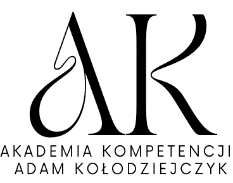 AK
AKADEMIA KOMPETENCJI
ADAM KOŁODZIEJCZYK